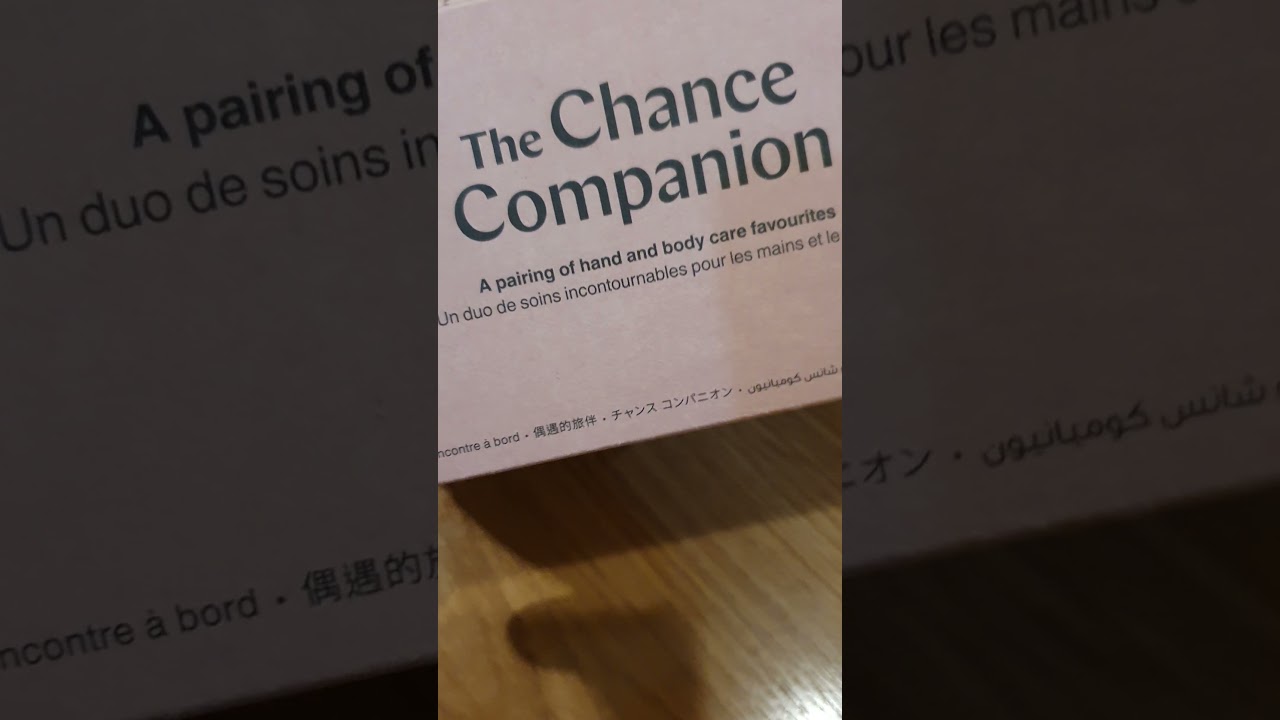 The Chance
Companion
A pairing of hand and body care favourites
Un duo de soins incontournables pour les mains et le
ncontre à bord • 偶遇的旅伴 • チャンス コンパニオン • شانس كومبانيون